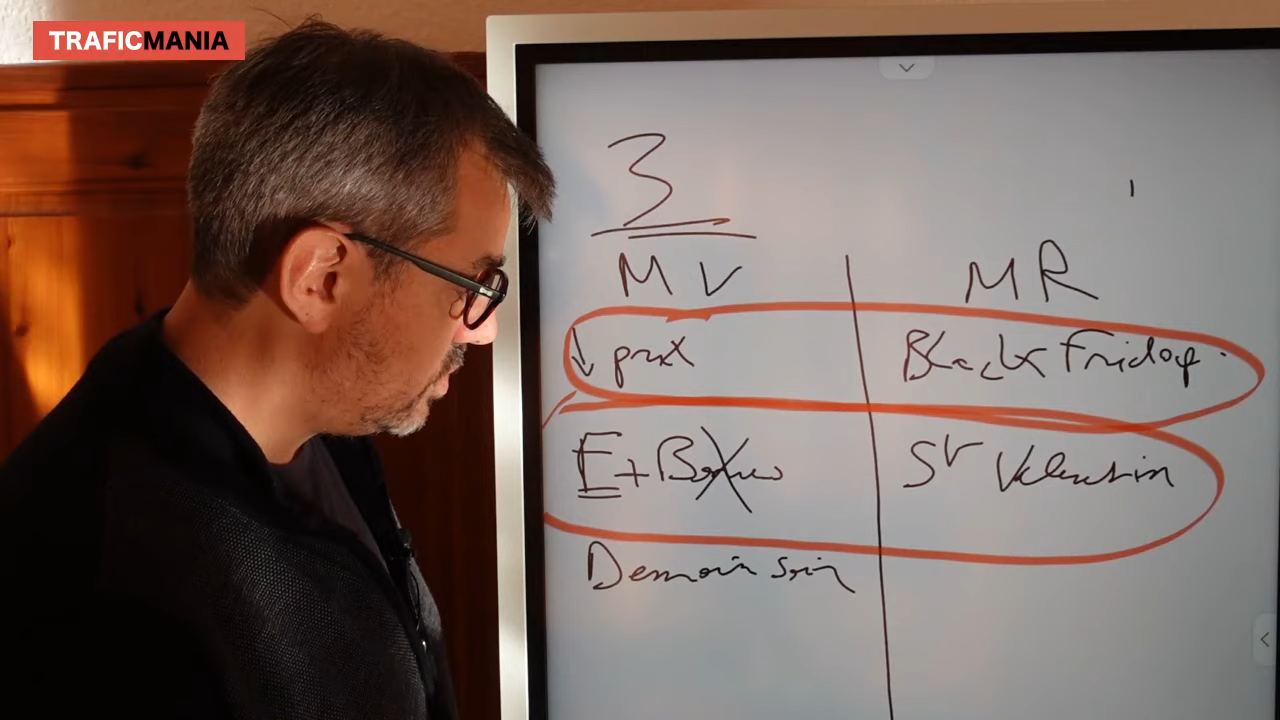 TRAFICMANIA
3
MV MR
↓ prix Black Friday.
E + Bonus St Valentin
Demain soir